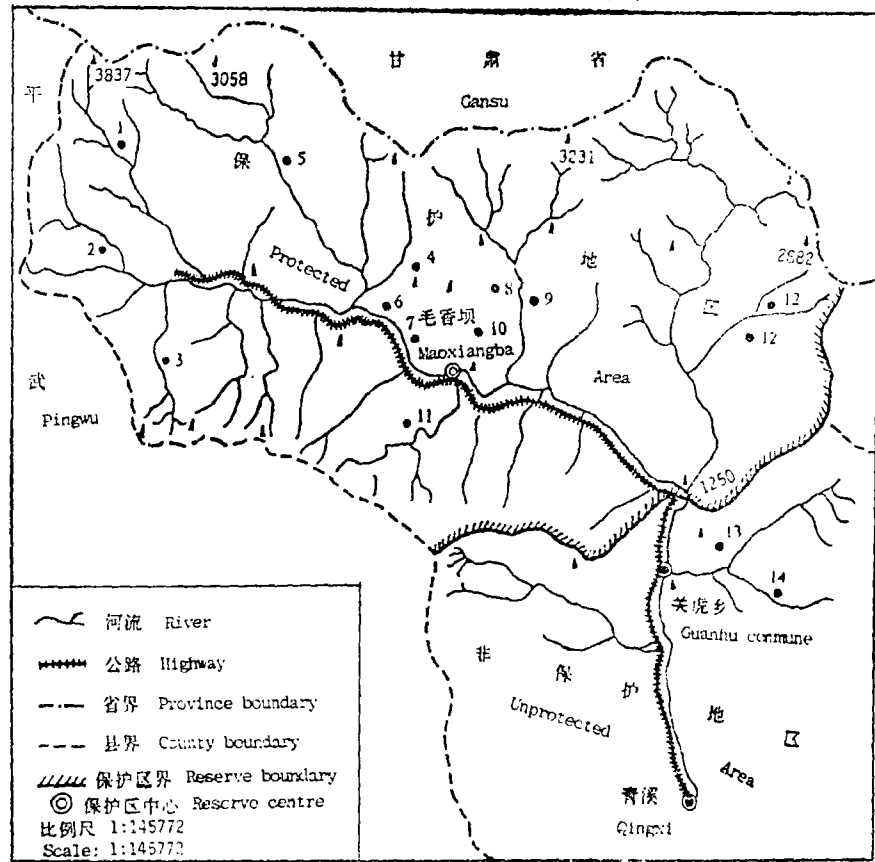 甘 肃 省
Gansu
3837
3058
3231
2982
平
武
Pingwu
保
护
地
区
Protected
Area
1
2
3
4
5
6
7
8
9
10
11
12
12
13
14
毛香坝
Maoxiangba
1250
关虎乡
Guanhu commune
非
保
护
地
区
Unprotected
Area
青溪
Qingxi
河流 River
公路 Highway
省界 Province boundary
县界 County boundary
保护区界 Reserve boundary
保护区中心 Reserve centre
比例尺 1:145772
Scale: 1:145772